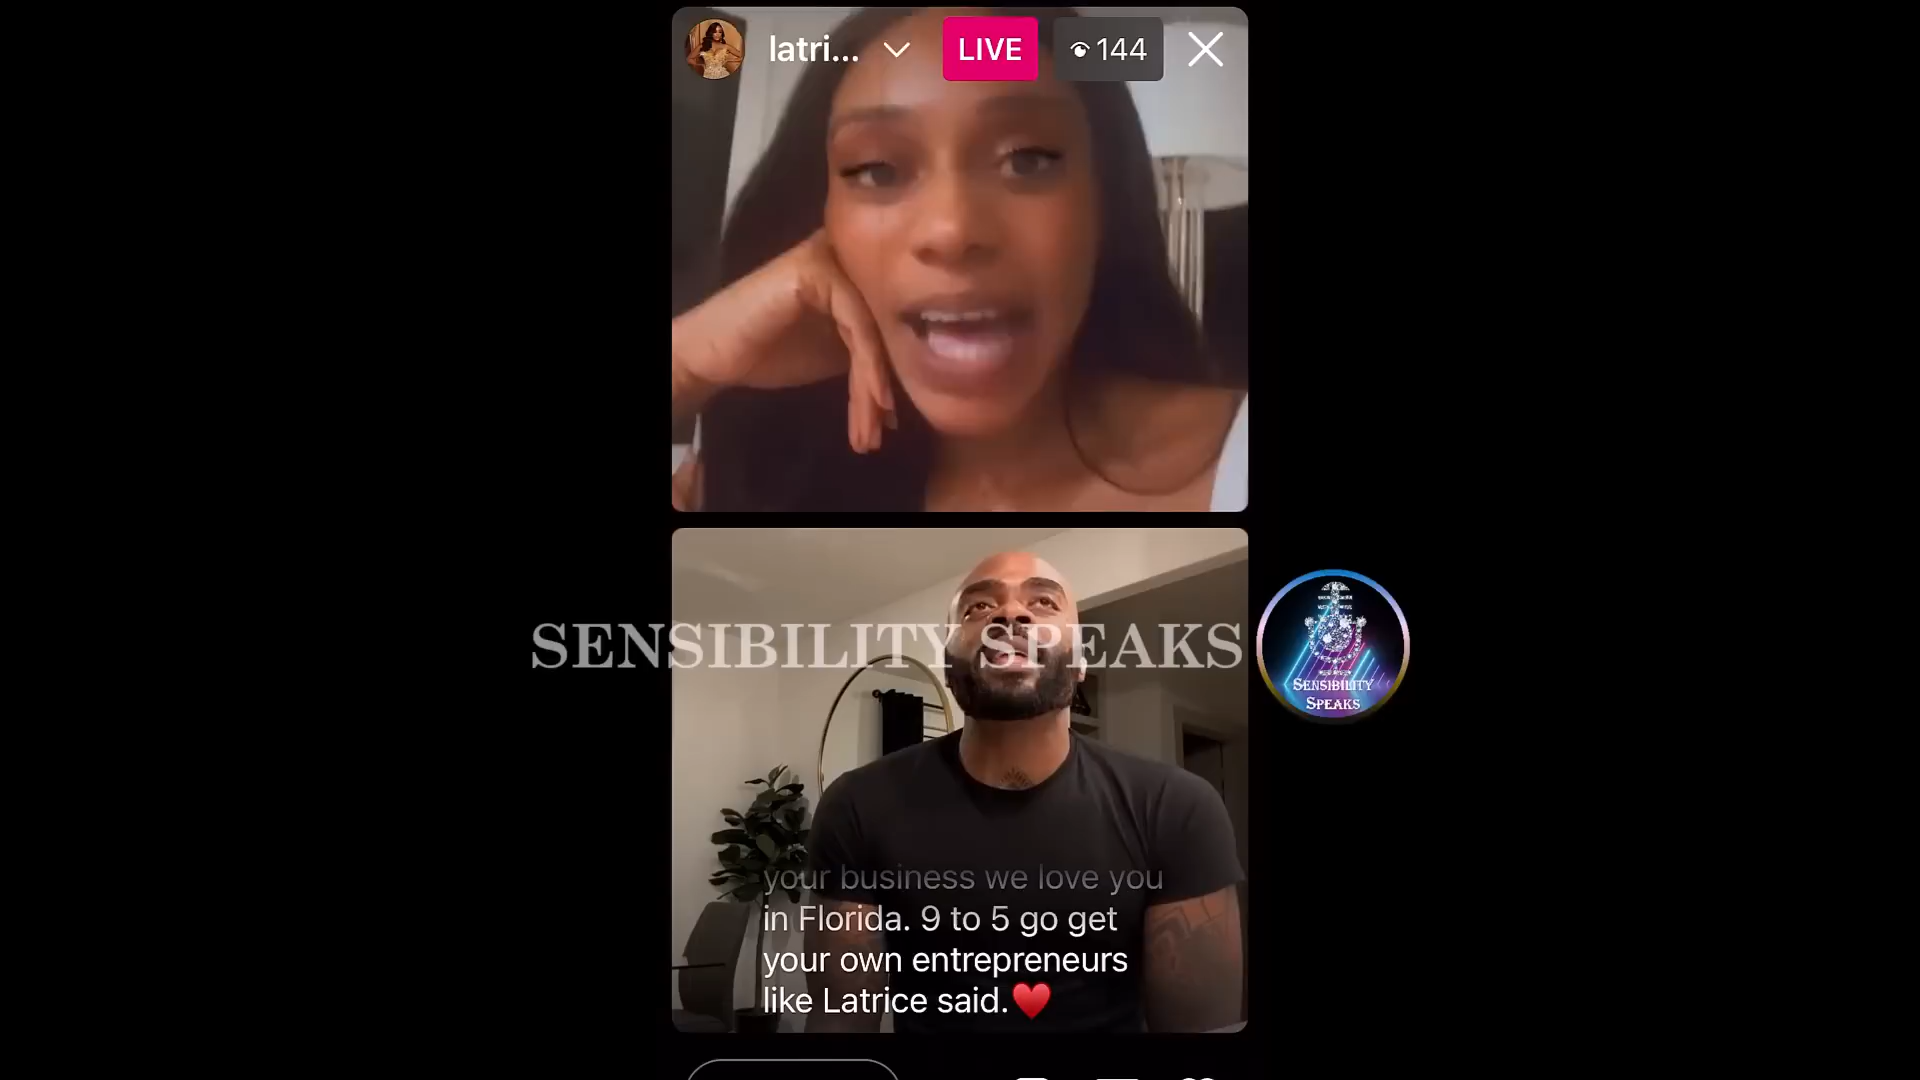 latri...
LIVE
144
SENSIBILITY SPEAKS
SENSIBILITY
SPEAKS
your business we love you
in Florida. 9 to 5 go get
your own entrepreneurs
like Latrice said.❤️